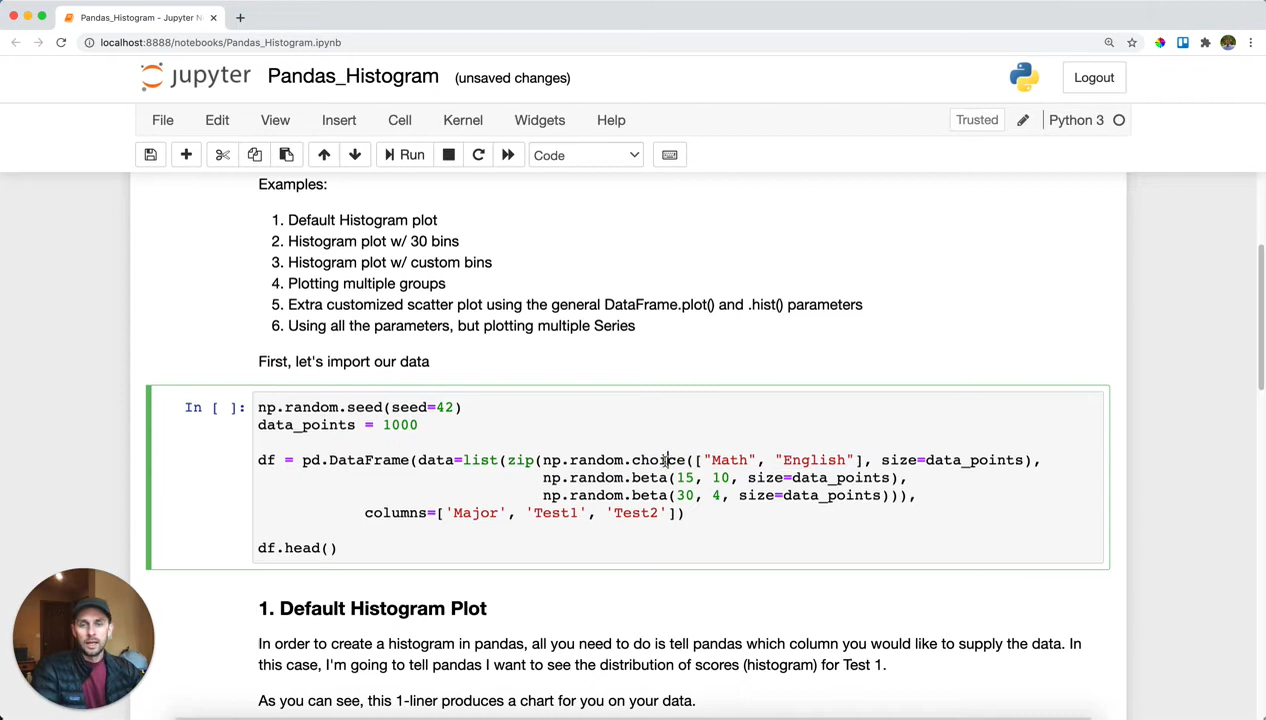 Pandas_Histogram - Jupyter N
localhost:8888/notebooks/Pandas_Histogram.ipynb
jupyter Pandas_Histogram (unsaved changes) Logout
File Edit View Insert Cell Kernel Widgets Help Trusted Python 3
Run Code
Examples:
1. Default Histogram plot
2. Histogram plot w/ 30 bins
3. Histogram plot w/ custom bins
4. Plotting multiple groups
5. Extra customized scatter plot using the general DataFrame.plot() and .hist() parameters
6. Using all the parameters, but plotting multiple Series
First, let's import our data
In [ ]: np.random.seed(seed=42)
data_points = 1000
df = pd.DataFrame(data=list(zip(np.random.choice(["Math", "English"], size=data_points),
np.random.beta(15, 10, size=data_points),
np.random.beta(30, 4, size=data_points))),
columns=['Major', 'Test1', 'Test2'])
df.head()
1. Default Histogram Plot
In order to create a histogram in pandas, all you need to do is tell pandas which column you would like to supply the data. In
this case, I'm going to tell pandas I want to see the distribution of scores (histogram) for Test 1.
As you can see, this 1-liner produces a chart for you on your data.